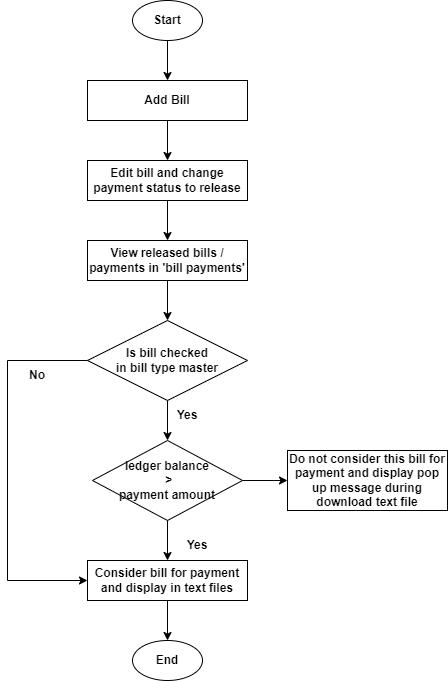 Start
Add Bill
Edit bill and change
payment status to release
View released bills /
payments in 'bill payments'
Is bill checked
in bill type master
No
Yes
ledger balance
>
payment amount
Do not consider this bill for
payment and display pop
up message during
download text file
Yes
Consider bill for payment
and display in text files
End